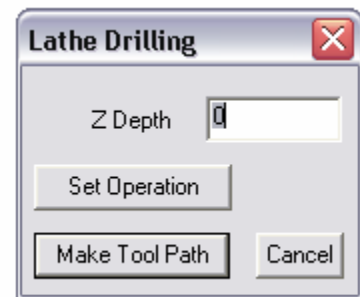 Lathe Drilling
Z Depth 0
Set Operation
Make Tool Path Cancel